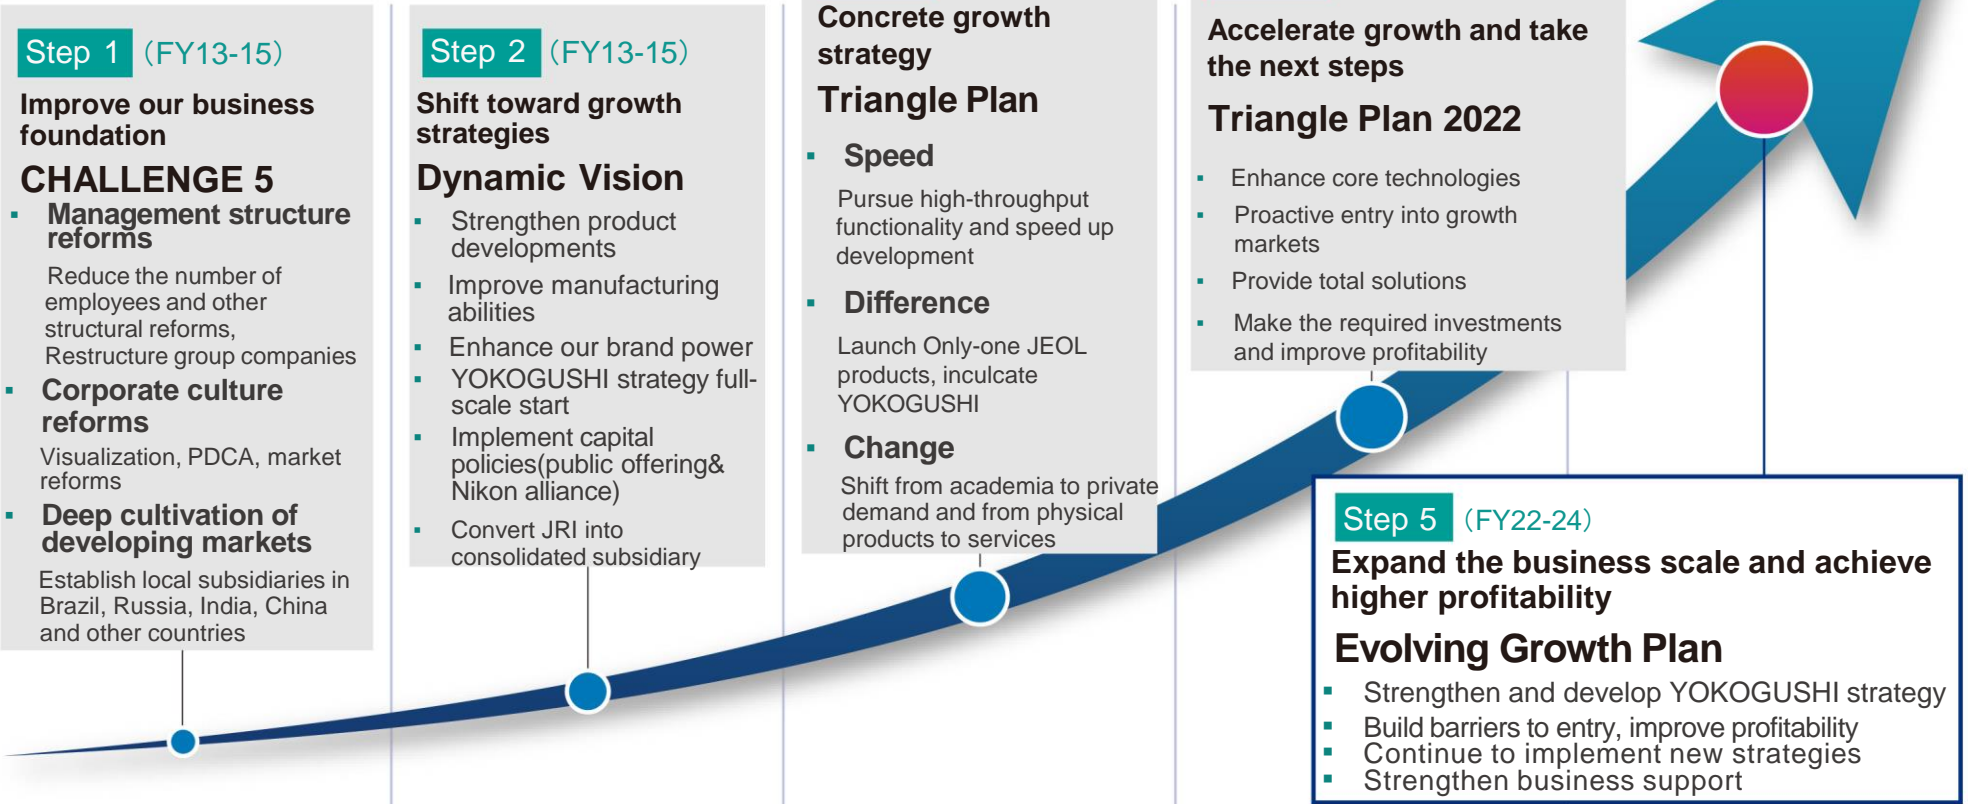 Step 1 （FY13-15）
Improve our business
foundation
CHALLENGE 5
▪ Management structure
reforms
Reduce the number of
employees and other
structural reforms,
Restructure group companies
▪ Corporate culture
reforms
Visualization, PDCA, market
reforms
▪ Deep cultivation of
developing markets
Establish local subsidiaries in
Brazil, Russia, India, China
and other countries
Step 2 （FY13-15）
Shift toward growth
strategies
Dynamic Vision
▪ Strengthen product
developments
▪ Improve manufacturing
abilities
▪ Enhance our brand power
▪ YOKOGUSHI strategy full-
scale start
▪ Implement capital
policies(public offering&
Nikon alliance)
▪ Convert JRI into
consolidated subsidiary
Concrete growth
strategy
Triangle Plan
▪ Speed
Pursue high-throughput
functionality and speed up
development
▪ Difference
Launch Only-one JEOL
products, inculcate
YOKOGUSHI
▪ Change
Shift from academia to private
demand and from physical
products to services
Accelerate growth and take
the next steps
Triangle Plan 2022
▪ Enhance core technologies
▪ Proactive entry into growth
markets
▪ Provide total solutions
▪ Make the required investments
and improve profitability
Step 5 （FY22-24）
Expand the business scale and achieve
higher profitability
Evolving Growth Plan
▪ Strengthen and develop YOKOGUSHI strategy
▪ Build barriers to entry, improve profitability
▪ Continue to implement new strategies
▪ Strengthen business support